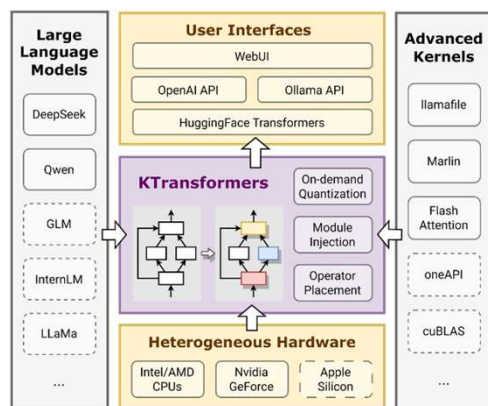 Large
Language
Models
DeepSeek
Qwen
GLM
InternLM
LLaMa
...
User Interfaces
WebUI
OpenAI API
Ollama API
HuggingFace Transformers
KTransformers
On-demand
Quantization
Module
Injection
Operator
Placement
Heterogeneous Hardware
Intel/AMD
CPUs
Nvidia
GeForce
Apple
Silicon
Advanced
Kernels
llamafile
Marlin
Flash
Attention
oneAPI
cuBLAS
...